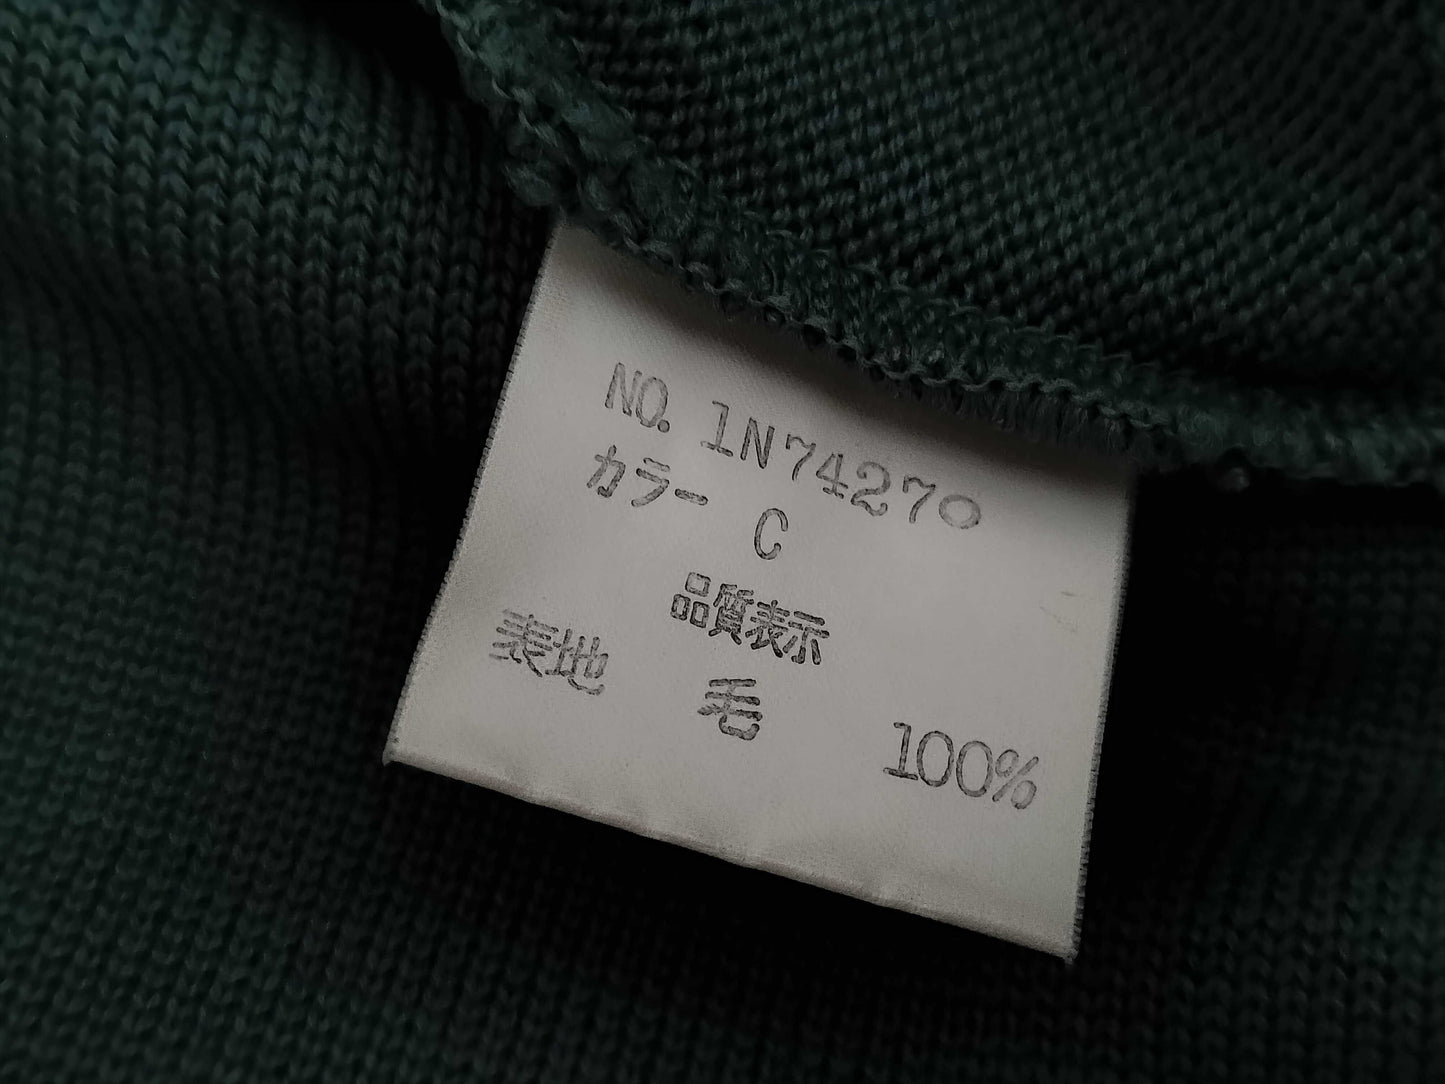 NO. 1N74270
カラー C
品質表示
表地 毛 100%